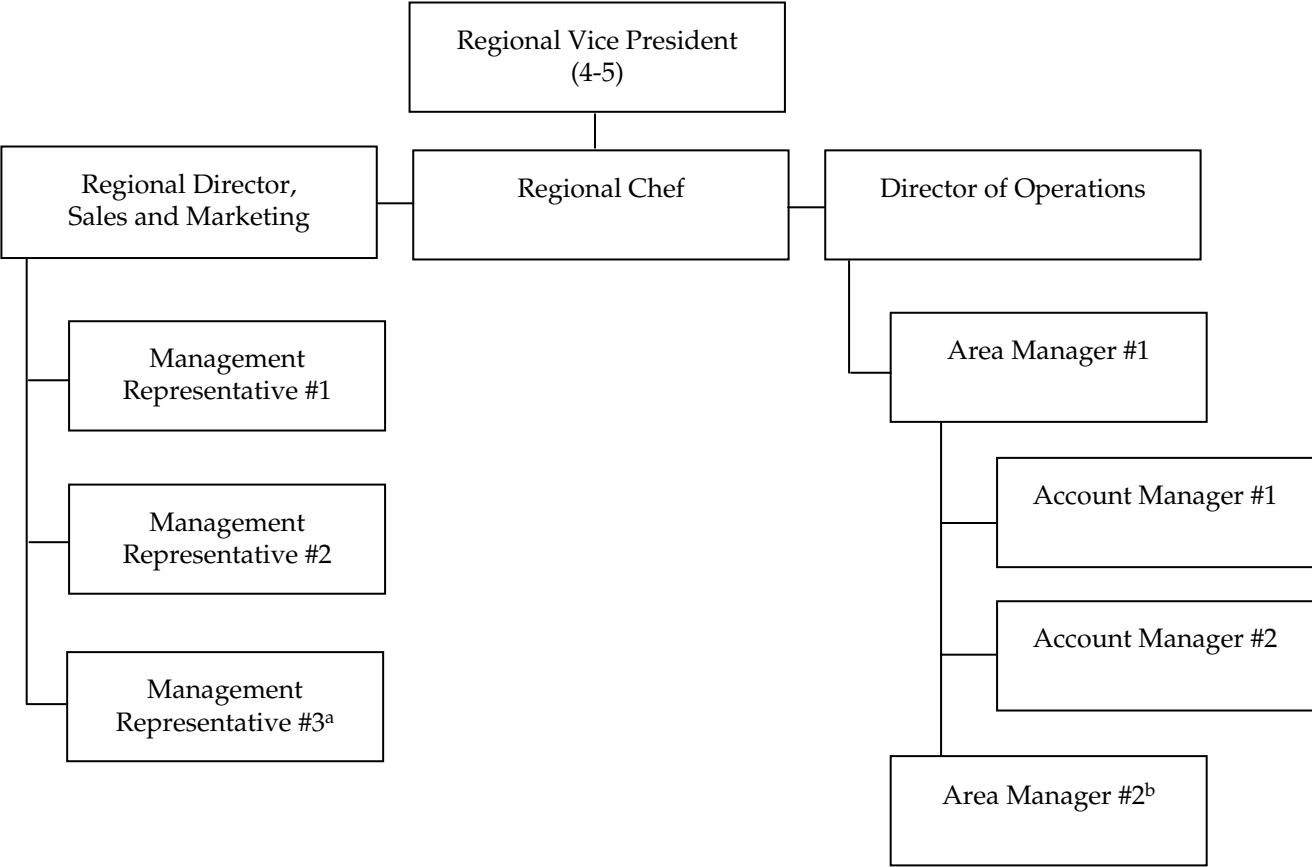 Regional Vice President
(4-5)
Regional Director,
Sales and Marketing
Regional Chef
Director of Operations
Management
Representative #1
Management
Representative #2
Management
Representative #3ᵃ
Area Manager #1
Account Manager #1
Account Manager #2
Area Manager #2ᵇ